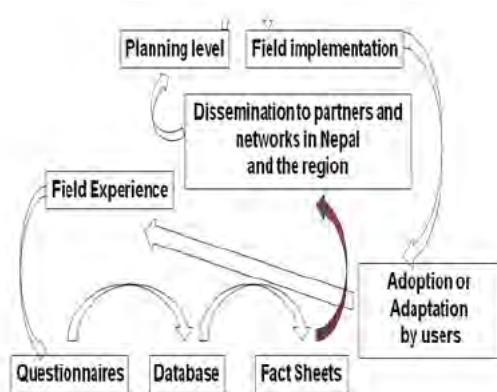 Planning level
Field implementation
Dissemination to partners and
networks in Nepal
and the region
Field Experience
Adoption or
Adaptation
by users
Questionnaires
Database
Fact Sheets